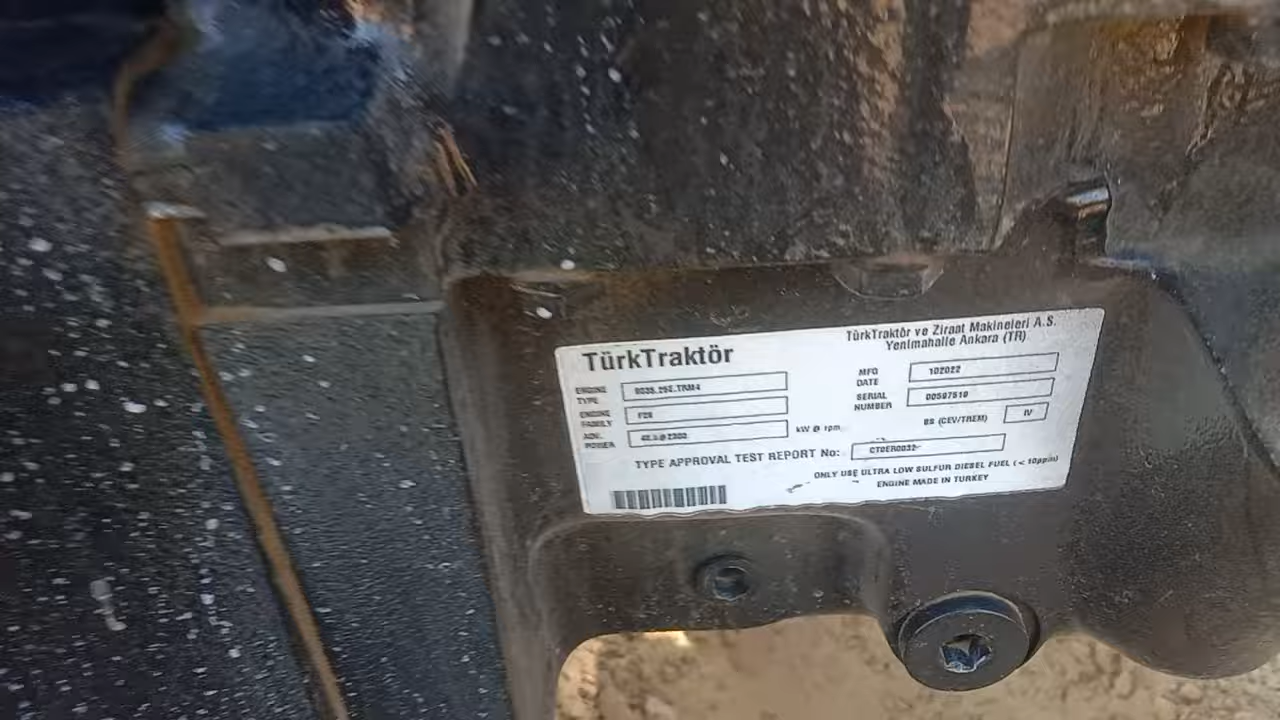 TürkTraktör
TürkTraktör ve Ziraat Makineleri A.S.
Yenimahalle Ankara (TR)
ENGINE TYPE
ENGINE FAMILY
ADV. POWER
kW @ rpm
MFG DATE 102022
SERIAL NUMBER 00597510
BS (CEV/TREM) IV
TYPE APPROVAL TEST REPORT No:
ONLY USE ULTRA LOW SULFUR DIESEL FUEL (< 10ppm)
ENGINE MADE IN TURKEY